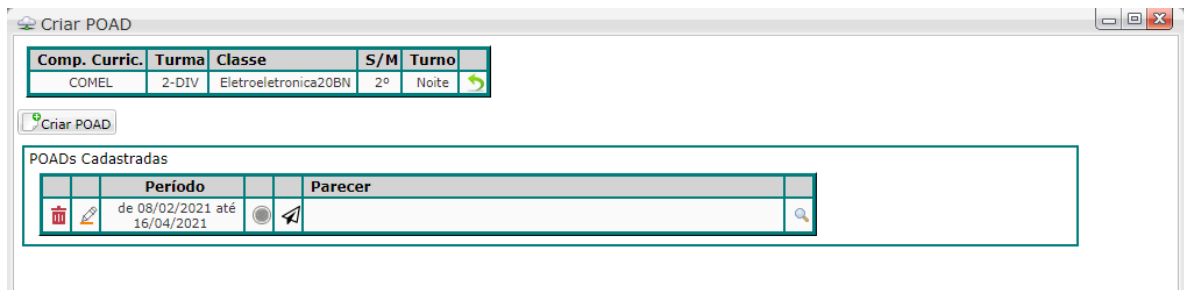 Criar POAD
Comp. Curric. Turma Classe S/M Turno
COMEL 2-DIV Eletroeletronica20BN 2º Noite
Criar POAD
POADs Cadastradas
Período Parecer
de 08/02/2021 até
16/04/2021